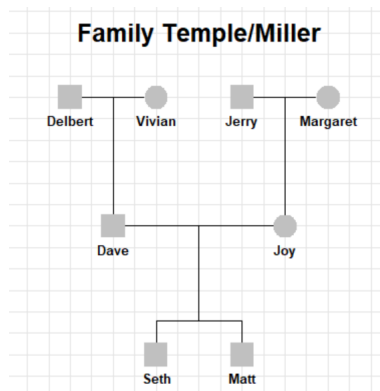 Family Temple/Miller
Delbert Vivian Jerry Margaret
Dave Joy
Seth Matt